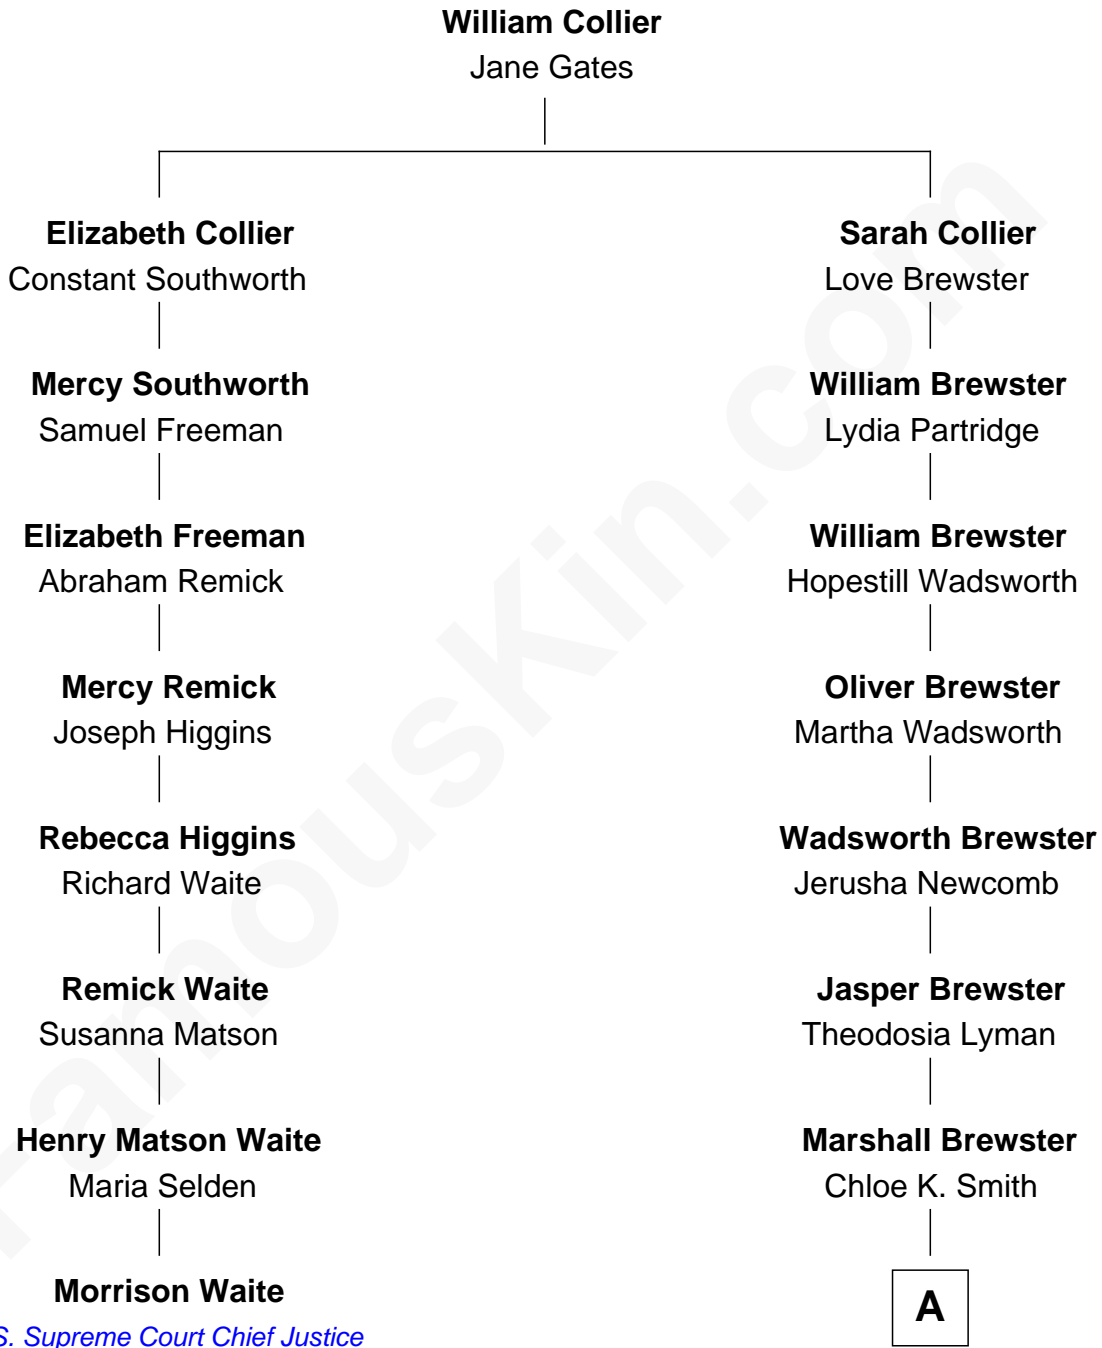 William Collier
Jane Gates
Elizabeth Collier
Constant Southworth
Sarah Collier
Love Brewster
Mercy Southworth
Samuel Freeman
William Brewster
Lydia Partridge
Elizabeth Freeman
Abraham Remick
William Brewster
Hopestill Wadsworth
Mercy Remick
Joseph Higgins
Oliver Brewster
Martha Wadsworth
Rebecca Higgins
Richard Waite
Wadsworth Brewster
Jerusha Newcomb
Remick Waite
Susanna Matson
Jasper Brewster
Theodosia Lyman
Henry Matson Waite
Maria Selden
Marshall Brewster
Chloe K. Smith
Morrison Waite
S. Supreme Court Chief Justice
A
FamousKin.com